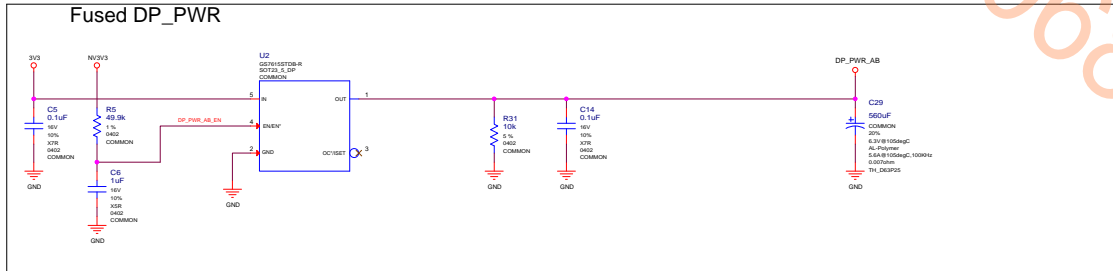 Fused DP_PWR
3V3
NV3V3
U2
GS7615STDB-R
SOT23_5_DP
COMMON
DP_PWR_AB
5
IN
OUT
1
C5
0.1uF
16V
10%
X7R
0402
COMMON
R5
49.9k
1 %
0402
COMMON
DP_PWR_AB_EN
4
EN/EN*
2
GND
OC*/ISET
3
R31
10k
5 %
0402
COMMON
C14
0.1uF
16V
10%
X7R
0402
COMMON
C29
560uF
COMMON
20%
6.3V@105degC
AL-Polymer
5.6A@105degC,100KHz
0.007ohm
TH_D63P25
C6
1uF
16V
10%
X5R
0402
COMMON
GND
GND
GND
GND
GND
GND